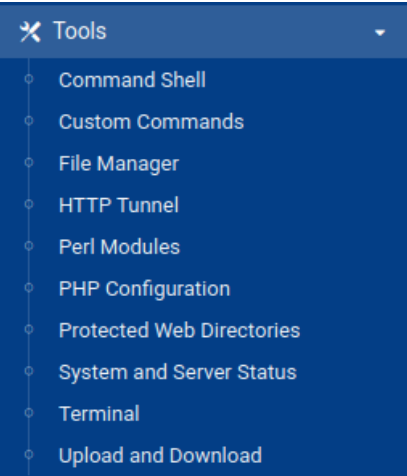 Tools
Command Shell
Custom Commands
File Manager
HTTP Tunnel
Perl Modules
PHP Configuration
Protected Web Directories
System and Server Status
Terminal
Upload and Download